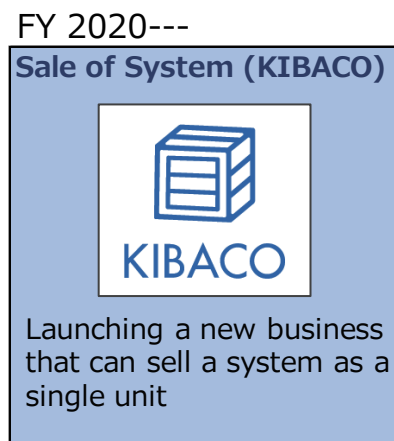 FY 2020---
Sale of System (KIBACO)
KIBACO
Launching a new business
that can sell a system as a
single unit